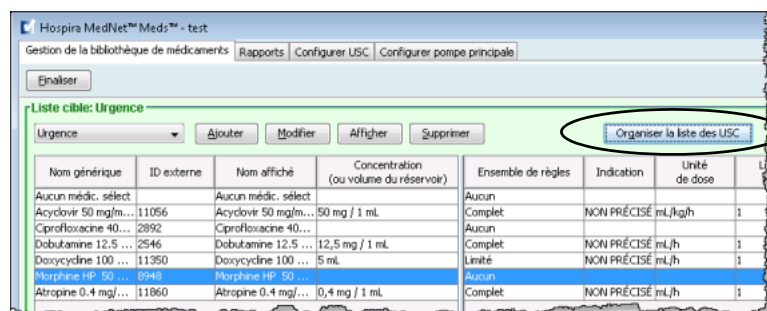 Hospira MedNet™ Meds™ - test
Gestion de la bibliothèque de médicaments Rapports Configurer USC Configurer pompe principale
Finaliser
Liste cible: Urgence
Urgence Ajouter Modifier Afficher Supprimer Organiser la liste des USC
Nom générique ID externe Nom affiché Concentration (ou volume du réservoir) Ensemble de règles Indication Unité de dose
Aucun médic. sélect Aucun médic. sélect Aucun
Acyclovir 50 mg/m... 11056 Acyclovir 50 mg/m... 50 mg / 1 mL Complet NON PRÉCISÉ mL/kg/h 1
Ciprofloxacine 40... 2892 Ciprofloxacine 40... Aucun
Dobutamine 12.5 ... 2546 Dobutamine 12.5 ... 12,5 mg / 1 mL Complet NON PRÉCISÉ mL/h 1
Doxycycline 100 ... 11350 Doxycycline 100 ... 5 mL Limité NON PRÉCISÉ mL/h 1
Morphine HP 50 ... 8948 Morphine HP 50 ... Aucun
Atropine 0.4 mg/... 11860 Atropine 0.4 mg/... 0,4 mg / 1 mL Complet NON PRÉCISÉ mL/h 1